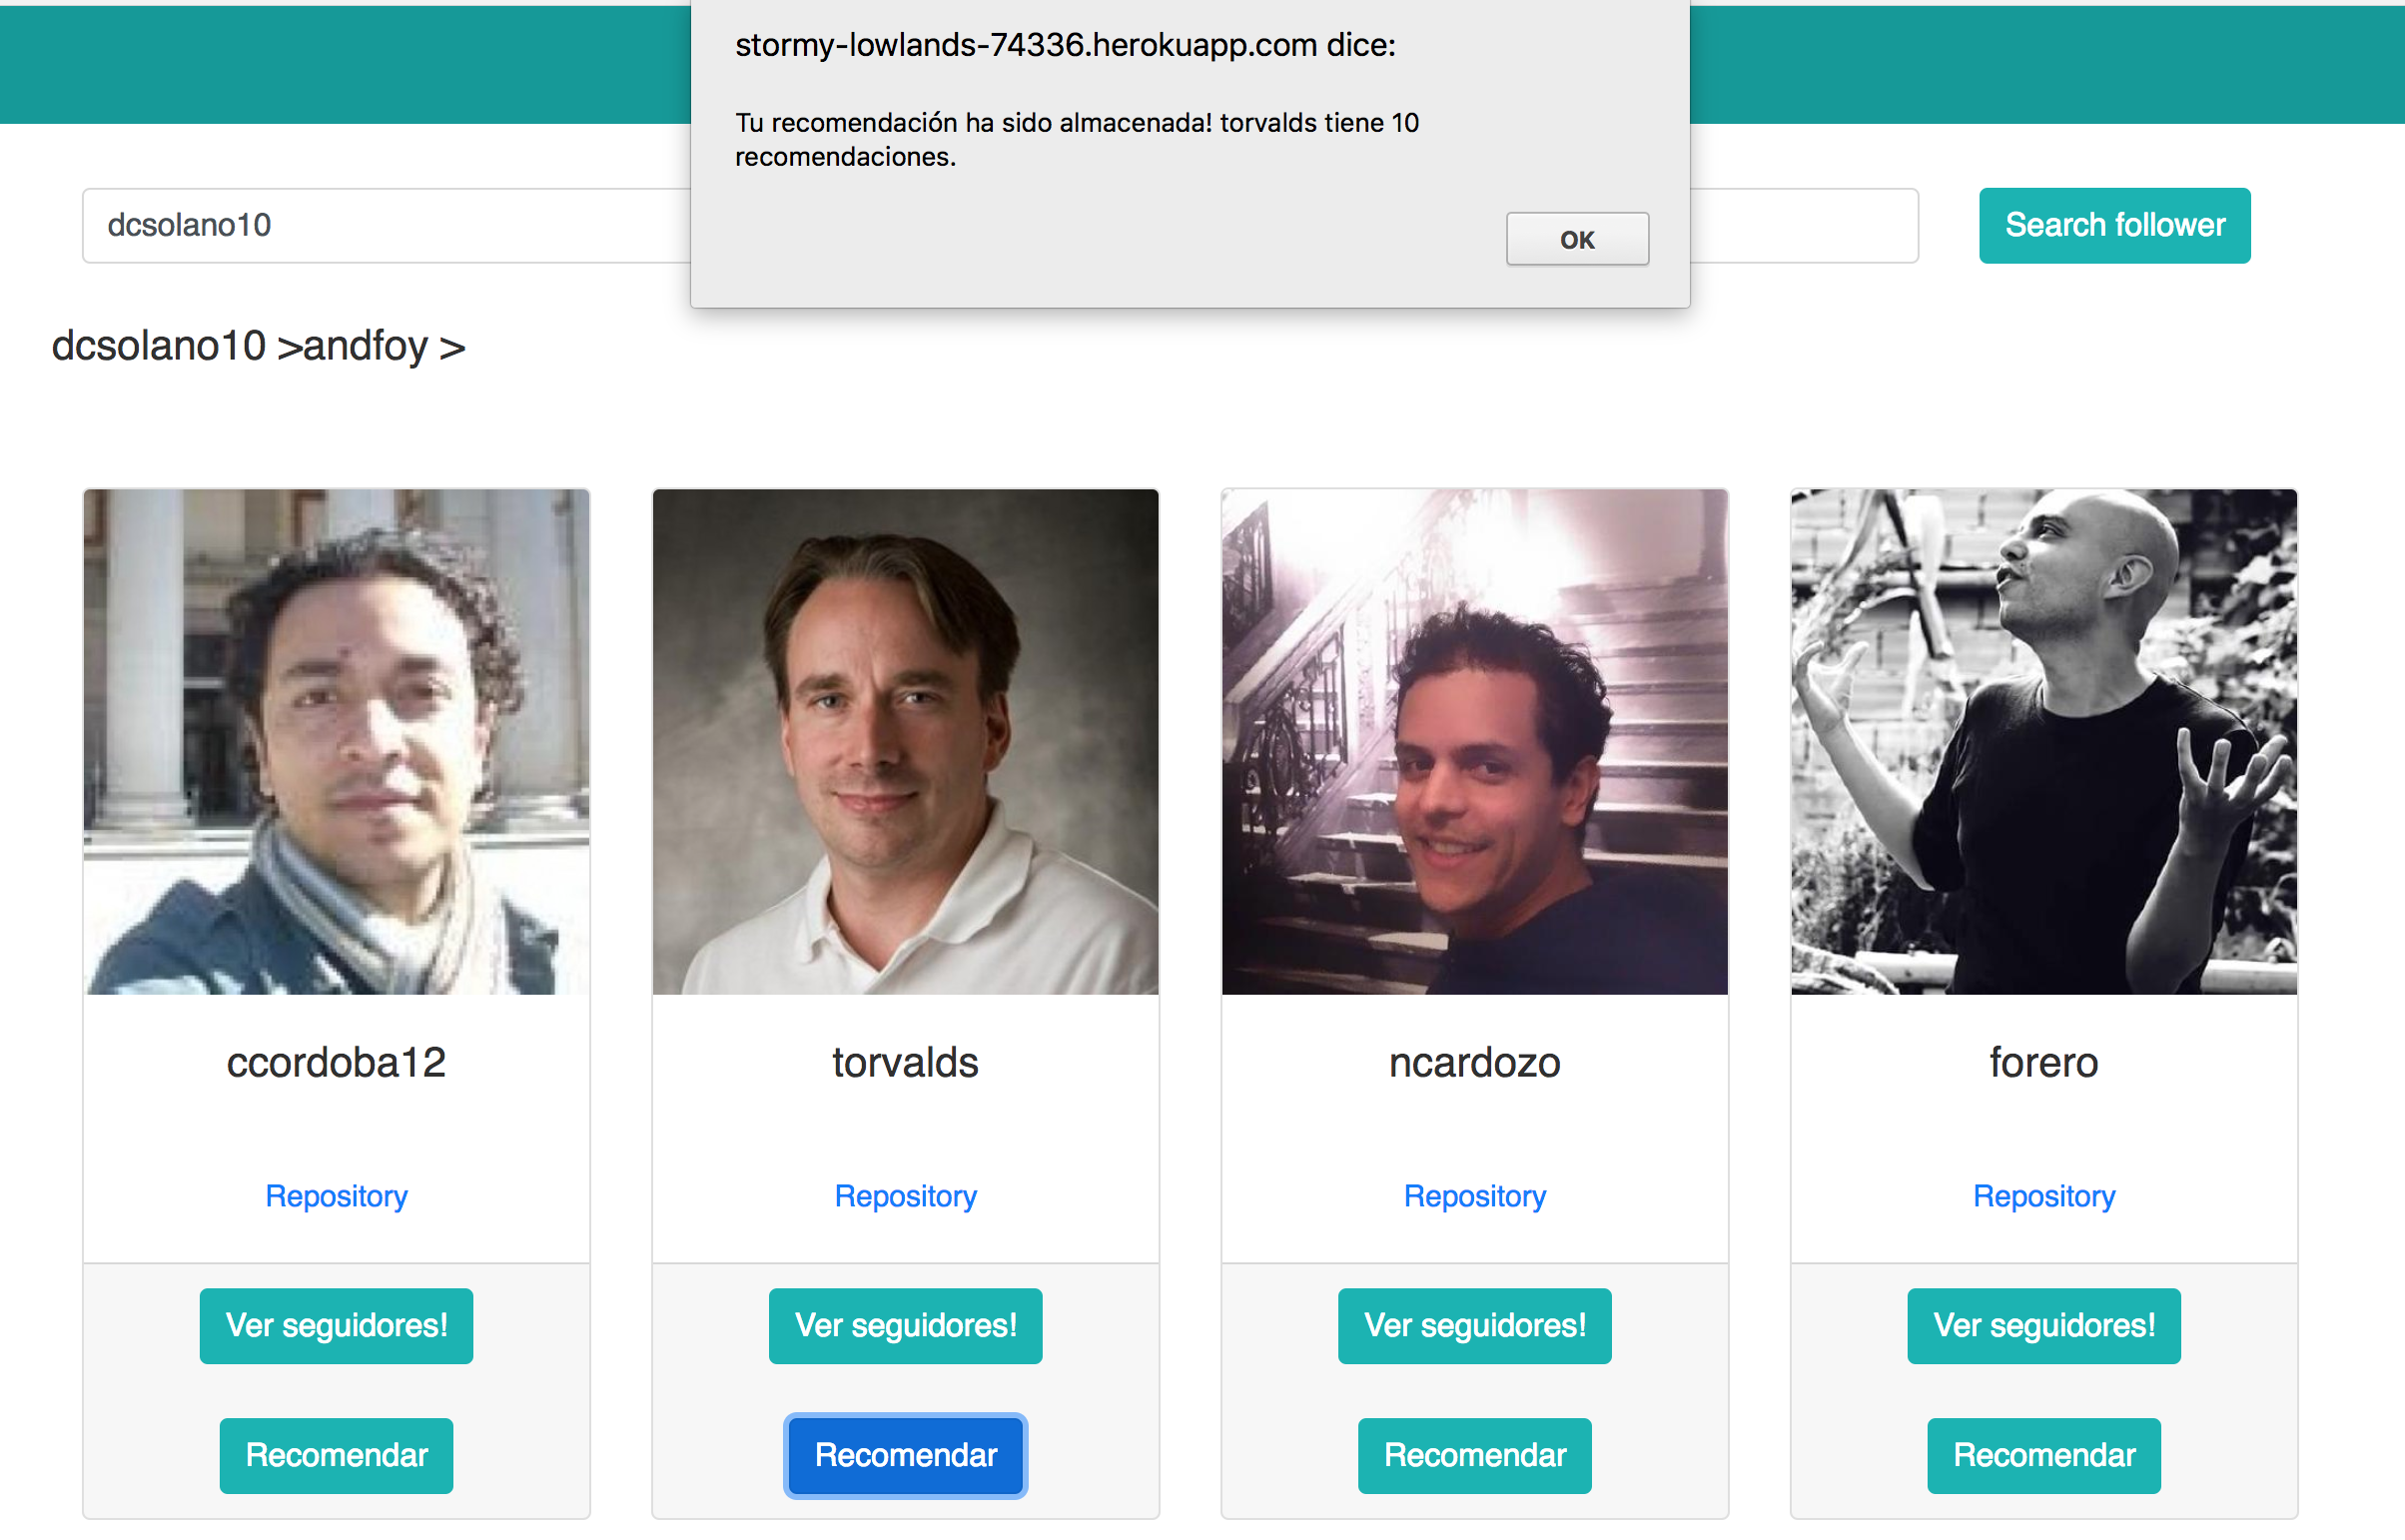 stormy-lowlands-74336.herokuapp.com dice:
Tu recomendación ha sido almacenada! torvalds tiene 10
recomendaciones.
OK
dcsolano10
Search follower
dcsolano10 >andfoy >
ccordoba12
torvalds
ncardozo
forero
Repository
Repository
Repository
Repository
Ver seguidores!
Ver seguidores!
Ver seguidores!
Ver seguidores!
Recomendar
Recomendar
Recomendar
Recomendar